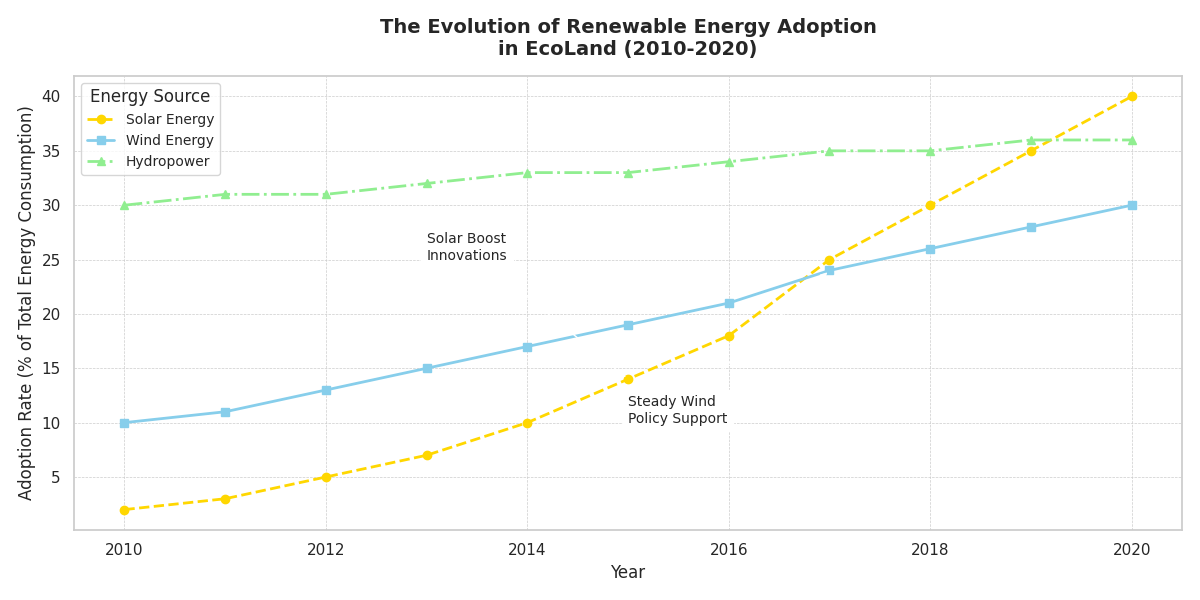 The Evolution of Renewable Energy Adoption
in EcoLand (2010-2020)
Adoption Rate (% of Total Energy Consumption)
40
35
30
25
20
15
10
5
Energy Source
Solar Energy
Wind Energy
Hydropower
Solar Boost
Innovations
Steady Wind
Policy Support
2010
2012
2014
2016
2018
2020
Year